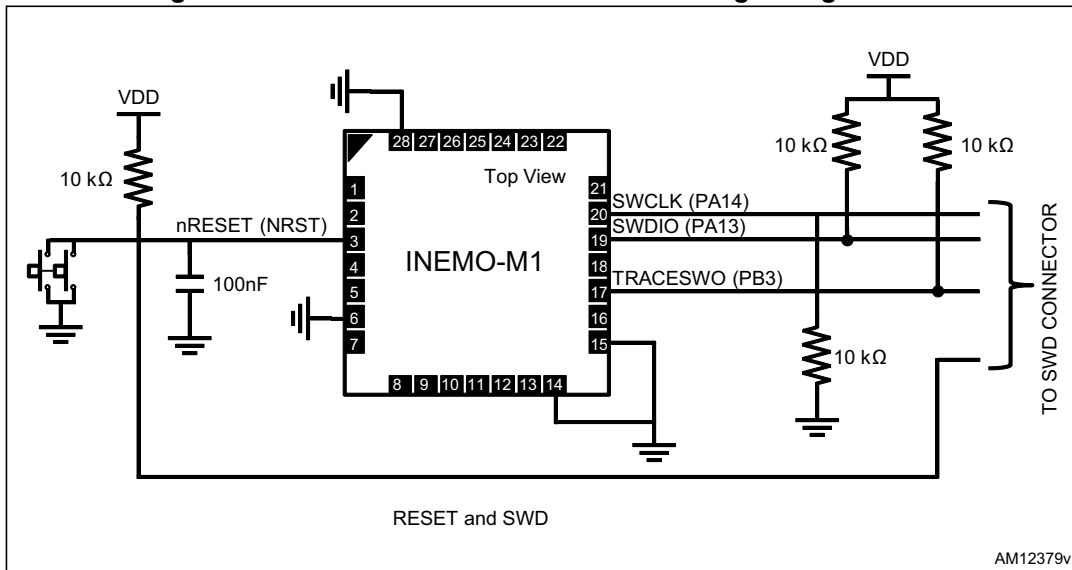 VDD
10 kΩ
nRESET (NRST)
100nF
28 27 26 25 24 23 22
Top View
1
2
3
4
5
6
7
INEMO-M1
21
20
19
18
17
16
15
8 9 10 11 12 13 14
SWCLK (PA14)
SWDIO (PA13)
TRACESWO (PB3)
VDD
10 kΩ
10 kΩ
10 kΩ
TO SWD CONNECTOR
RESET and SWD
AM12379v